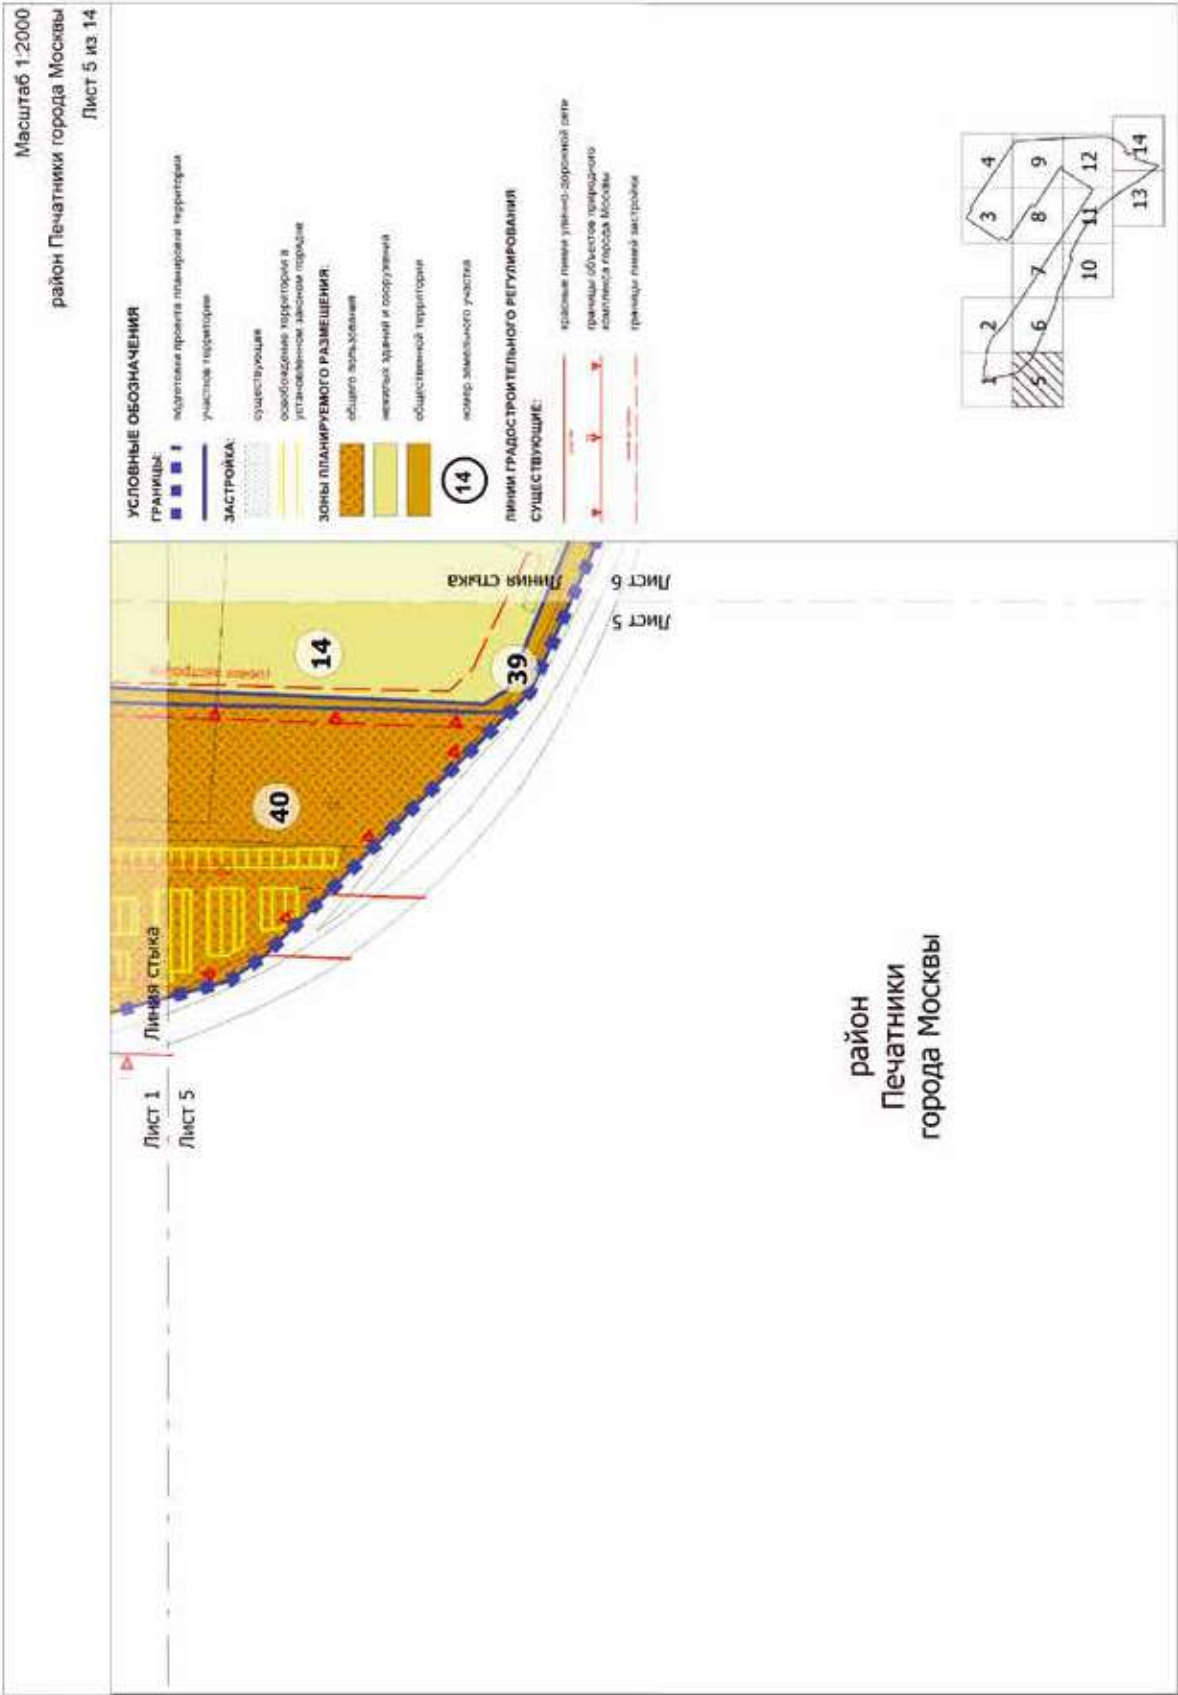 Масштаб 1:2000
район Печатники города Москвы
Лист 5 из 14
УСЛОВНЫЕ ОБОЗНАЧЕНИЯ
ГРАНИЦЫ:
подготовки проекта планировки территории
участков территории
ЗАСТРОЙКА:
существующая
освобождение территории в
установленном законом порядке
ЗОНЫ ПЛАНИРУЕМОГО РАЗМЕЩЕНИЯ:
общего пользования
нежилых зданий и сооружений
общественной территории
14
номер земельного участка
ЛИНИИ ГРАДОСТРОИТЕЛЬНОГО РЕГУЛИРОВАНИЯ
СУЩЕСТВУЮЩИЕ:
красные линии улично-дорожной сети
границы объектов природного
комплекса города Москвы
границы линий застройки
1
2
3
4
5
6
7
8
9
10
11
12
13
14
Лист 1
Линия стыка
Лист 5
40
14
39
линия застройки
Линия стыка
Лист 6
Лист 5
район
Печатники
города Москвы